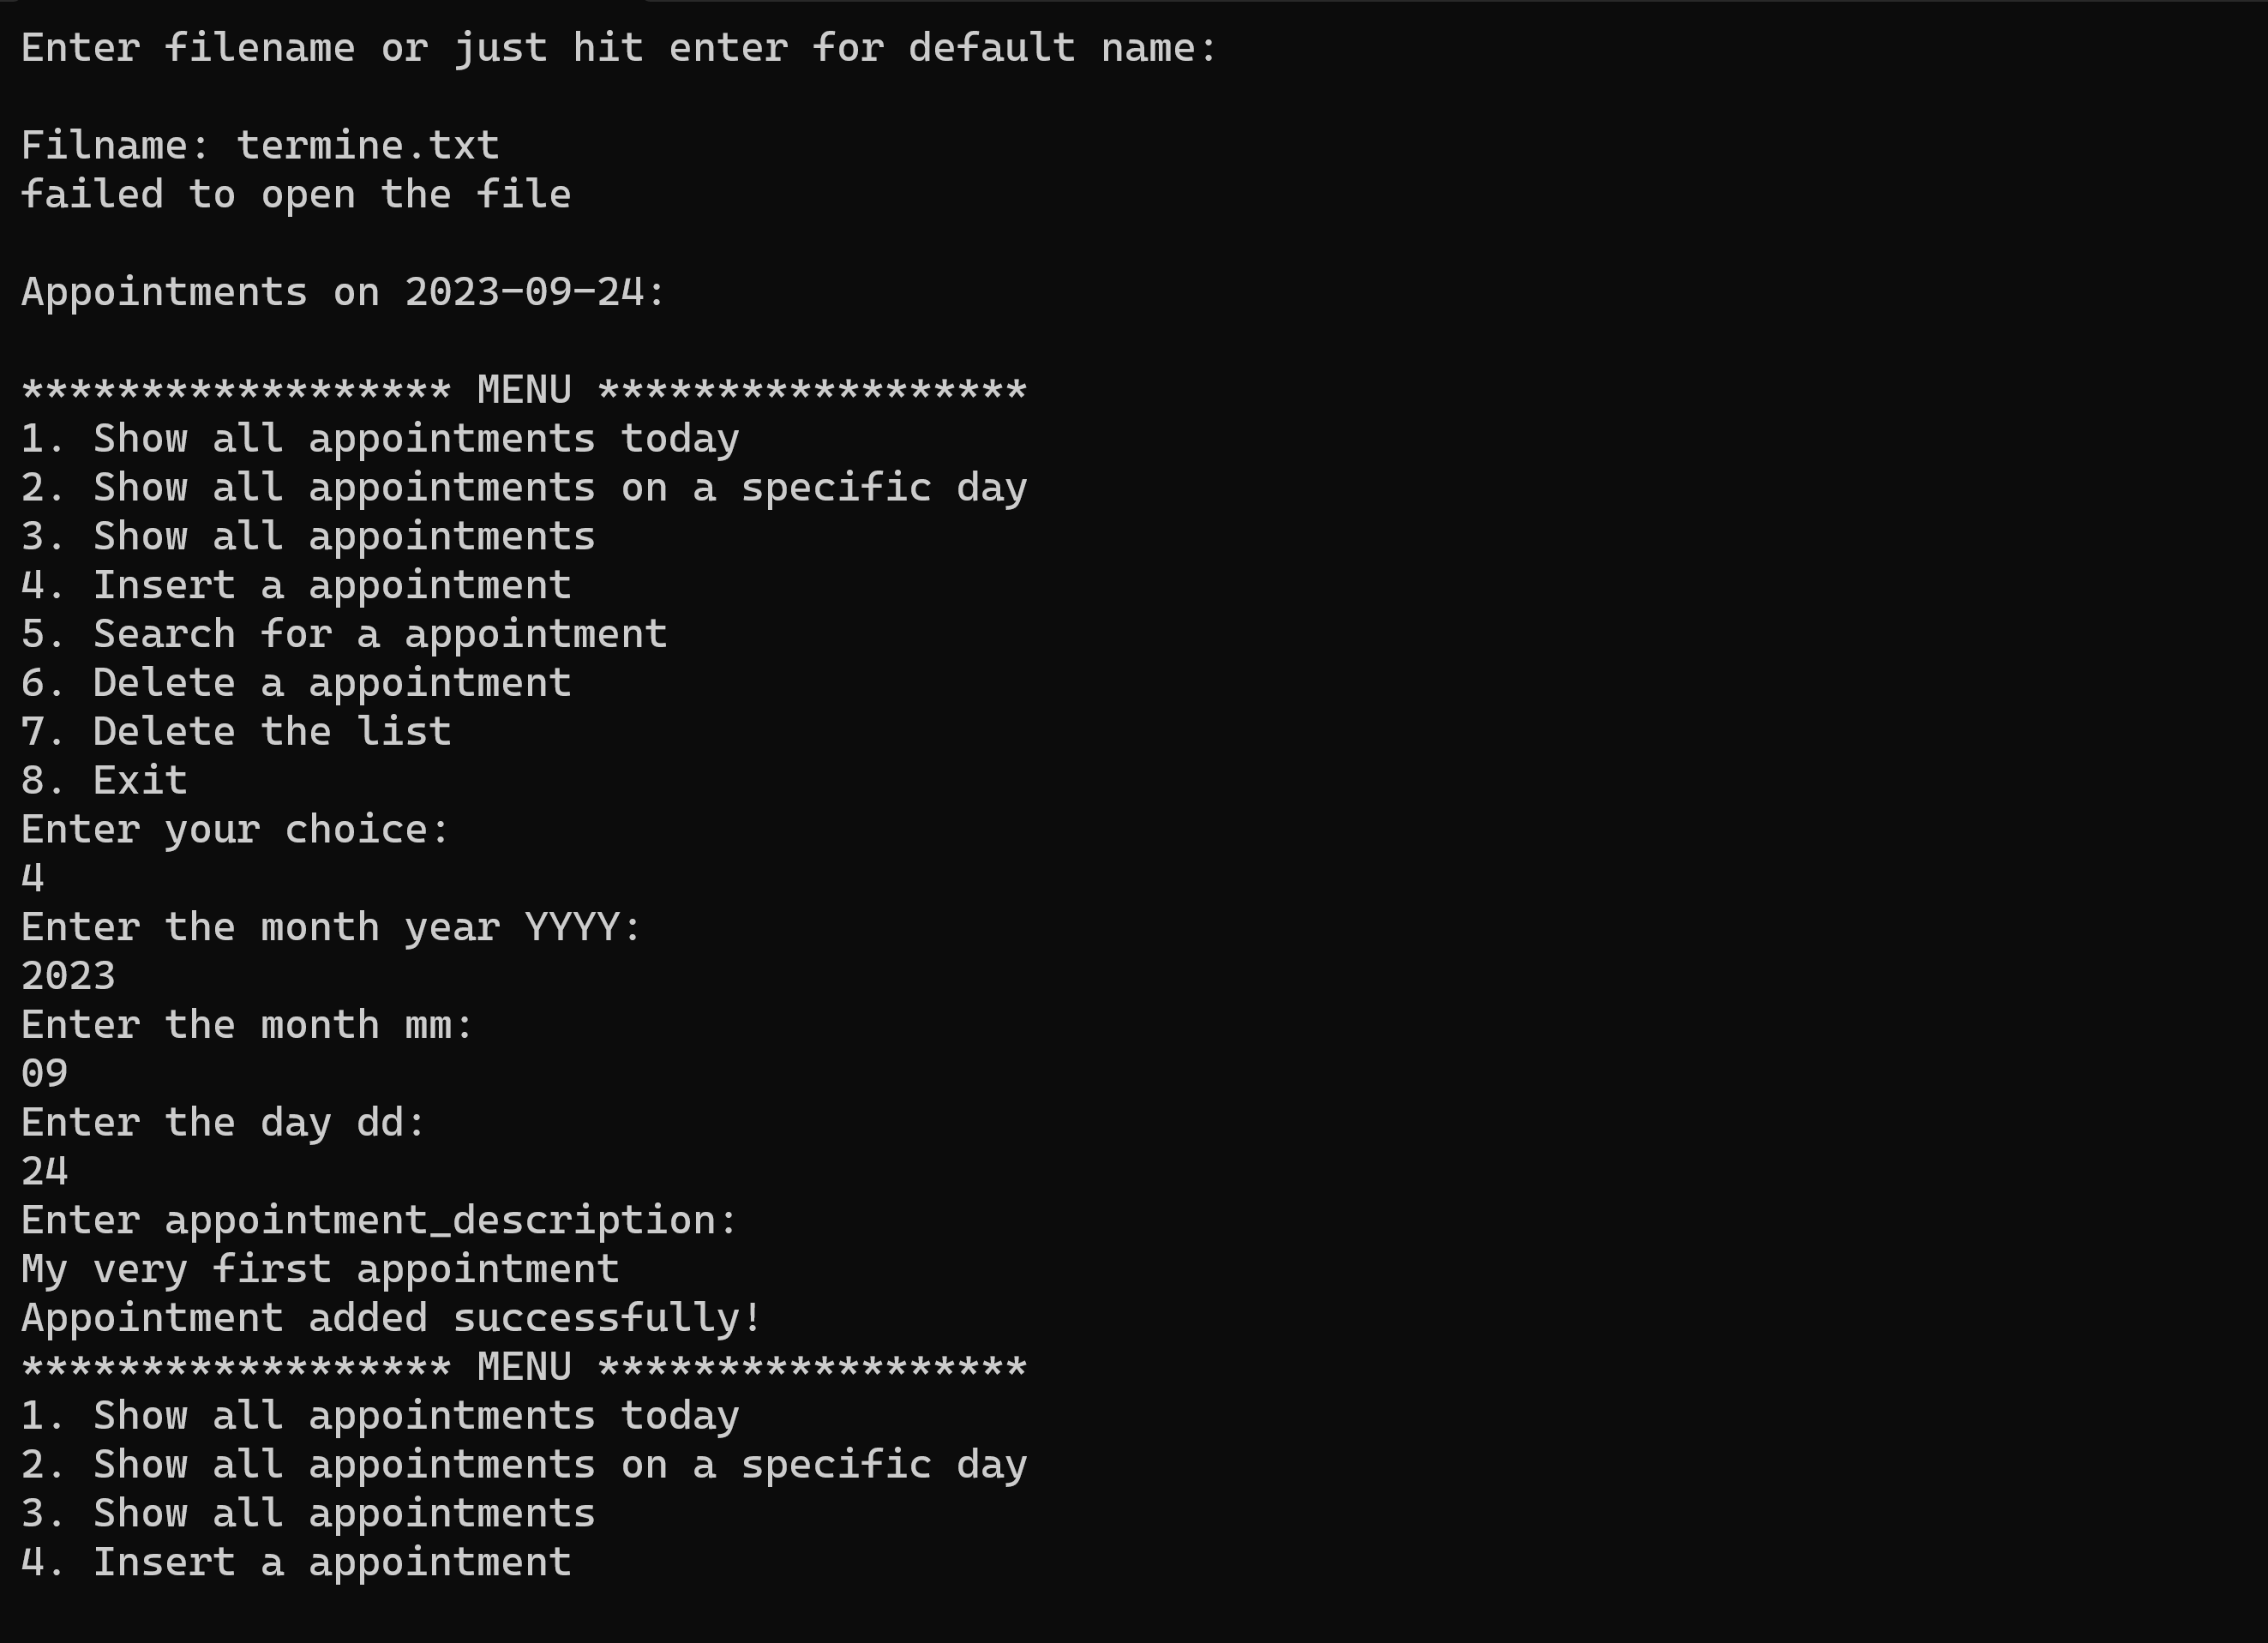 Enter filename or just hit enter for default name:
Filname: termine.txt
failed to open the file
Appointments on 2023-09-24:
****************** MENU ******************
1. Show all appointments today
2. Show all appointments on a specific day
3. Show all appointments
4. Insert a appointment
5. Search for a appointment
6. Delete a appointment
7. Delete the list
8. Exit
Enter your choice:
4
Enter the month year YYYY:
2023
Enter the month mm:
09
Enter the day dd:
24
Enter appointment_description:
My very first appointment
Appointment added successfully!
****************** MENU ******************
1. Show all appointments today
2. Show all appointments on a specific day
3. Show all appointments
4. Insert a appointment